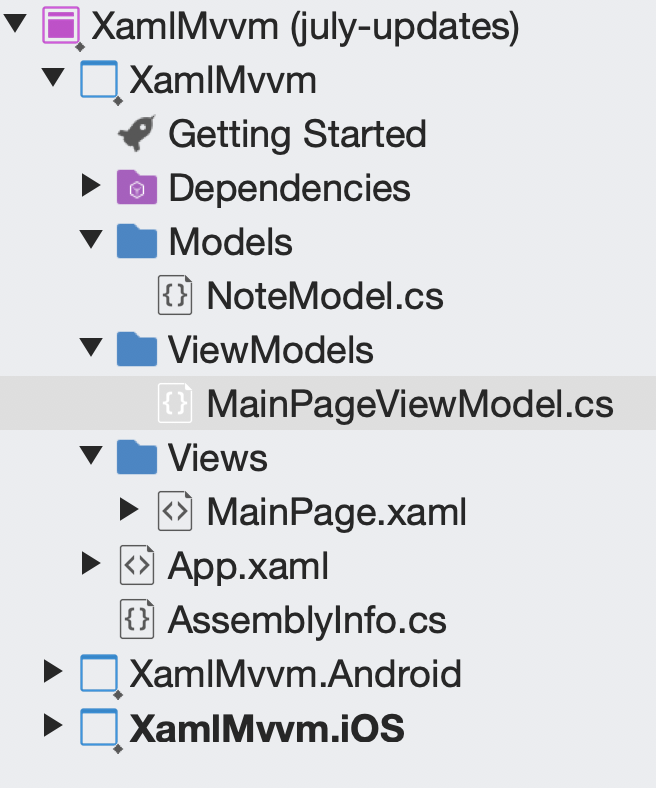 XamlMvvm (july-updates)
XamlMvvm
Getting Started
Dependencies
Models
NoteModel.cs
ViewModels
MainPageViewModel.cs
Views
MainPage.xaml
App.xaml
AssemblyInfo.cs
XamlMvvm.Android
XamlMvvm.iOS